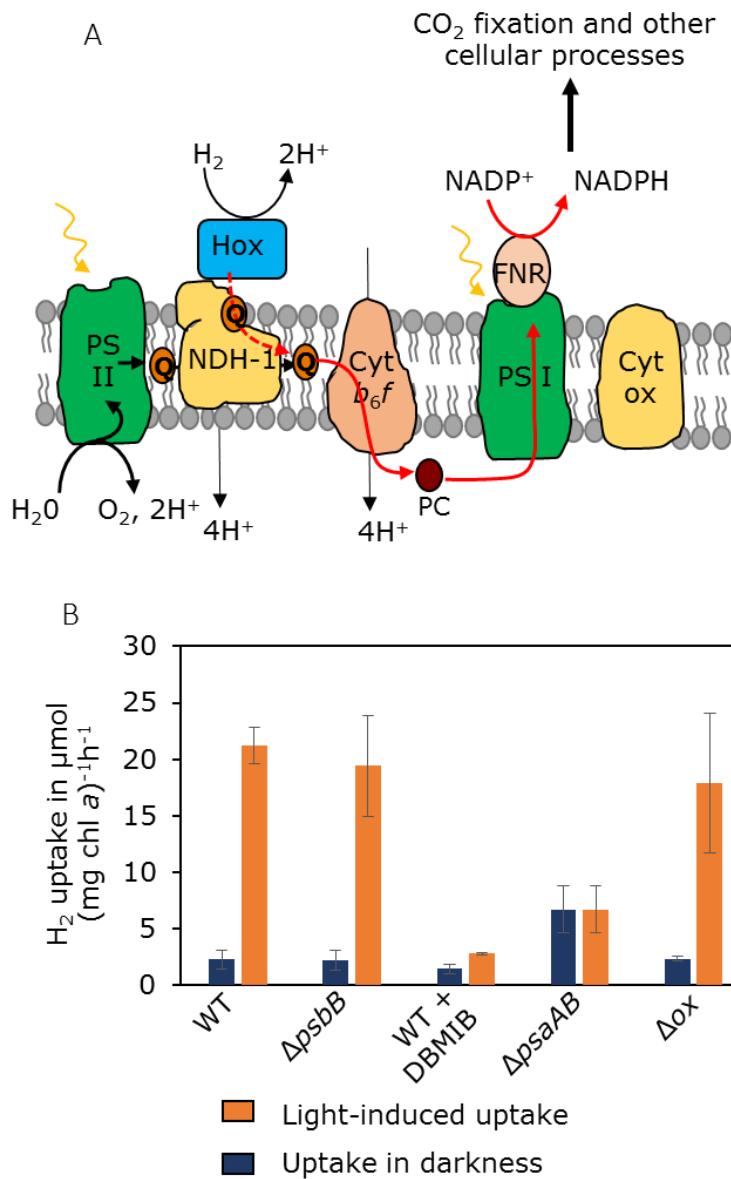 A
CO₂ fixation and other
cellular processes
H₂ 2H⁺
NADP⁺ NADPH
Hox
FNR
Q
PS
II
Q
NDH-1
Q
Cyt
b₆f
PS I
Cyt
ox
H₂0 O₂, 2H⁺
4H⁺
4H⁺
PC
B
H₂ uptake in µmol
(mg chl a)⁻¹h⁻¹
30
25
20
15
10
5
0
WT
ΔpsbB
WT +
DBMIB
ΔpsaAB
Δox
Light-induced uptake
Uptake in darkness